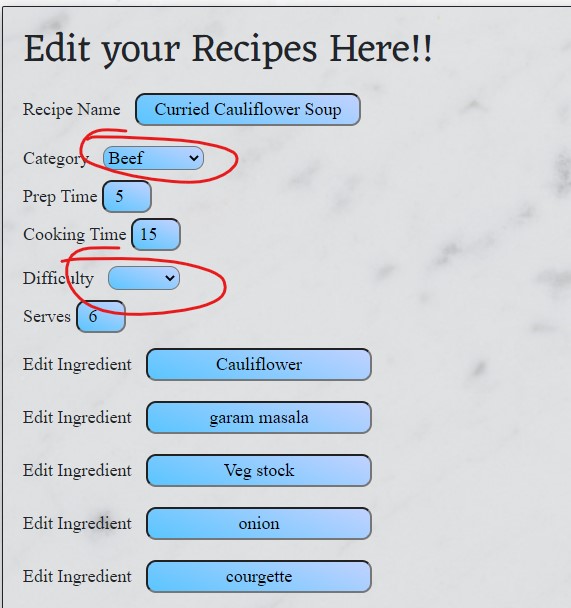 Edit your Recipes Here!!
Recipe Name Curried Cauliflower Soup
Category Beef
Prep Time 5
Cooking Time 15
Difficulty
Serves 6
Edit Ingredient Cauliflower
Edit Ingredient garam masala
Edit Ingredient Veg stock
Edit Ingredient onion
Edit Ingredient courgette